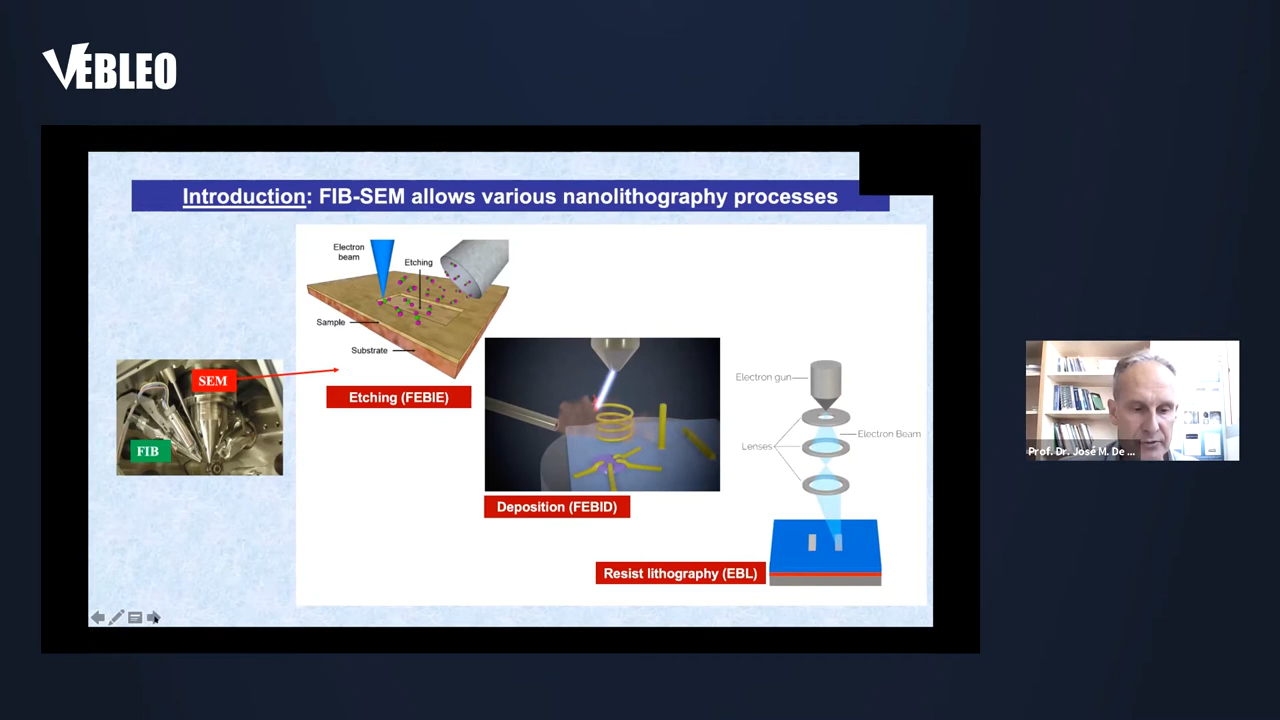 VEBLEO
Introduction: FIB-SEM allows various nanolithography processes
Electron
beam
Etching
Sample
Substrate
SEM
FIB
Etching (FEBIE)
Deposition (FEBID)
Electron gun
Lenses
Electron Beam
Resist lithography (EBL)
Prof. Dr. José M. De ...